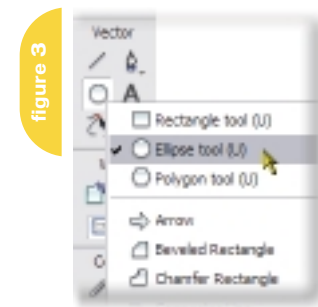 figure 3
Vector
A
Rectangle tool (U)
Ellipse tool (U)
Polygon tool (U)
Arrow
Beveled Rectangle
Chamfer Rectangle